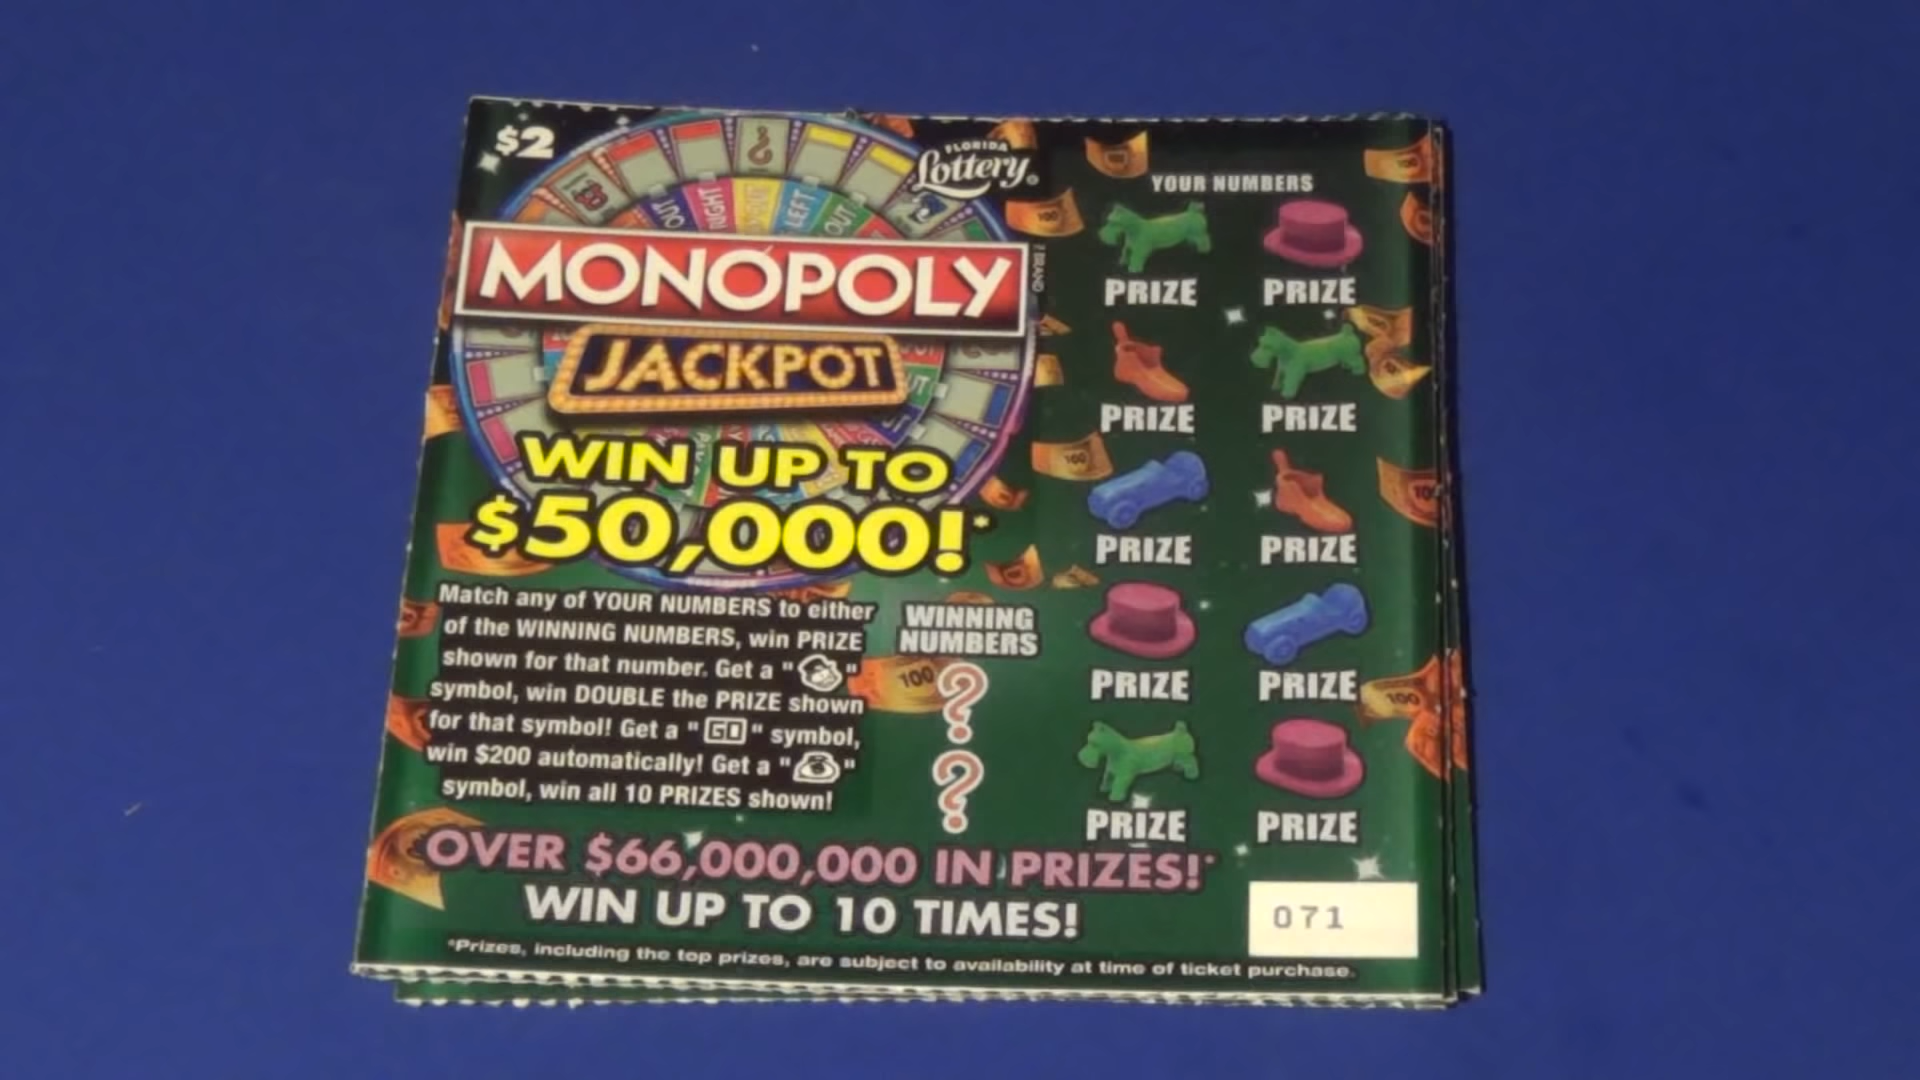 $2
FLORIDA
Lottery
YOUR NUMBERS
MONOPOLY
BRAND
JACKPOT
WIN UP TO
$50,000!*
PRIZE PRIZE
PRIZE PRIZE
PRIZE PRIZE
PRIZE PRIZE
PRIZE PRIZE
Match any of YOUR NUMBERS to either
of the WINNING NUMBERS, win PRIZE
shown for that number. Get a " "
symbol, win DOUBLE the PRIZE shown
for that symbol! Get a "GO" symbol,
win $200 automatically! Get a " "
symbol, win all 10 PRIZES shown!
WINNING
NUMBERS
?
?
OVER $66,000,000 IN PRIZES!*
WIN UP TO 10 TIMES!
071
*Prizes, including the top prizes, are subject to availability at time of ticket purchase.